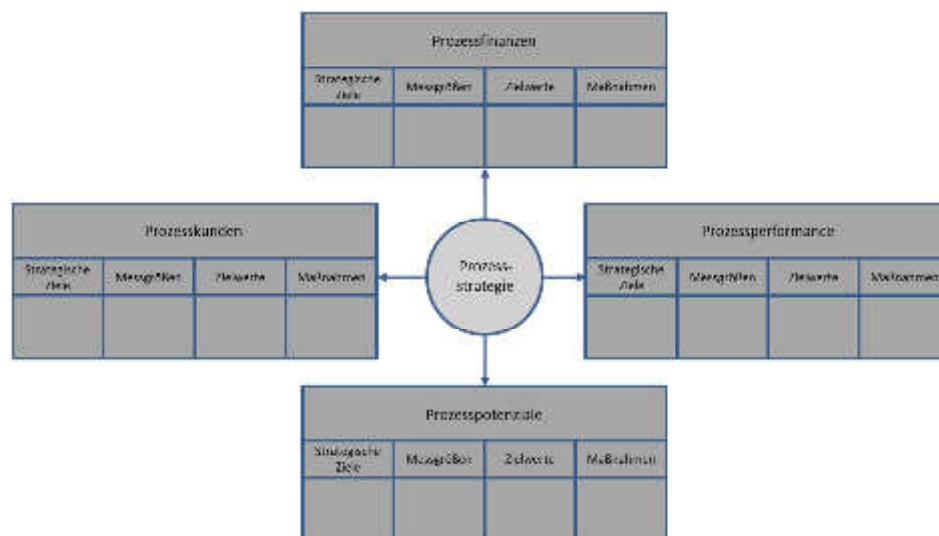 Prozessfinanzen
Strategische
Ziele
Messgrößen
Zielwerte
Maßnahmen
Prozesskunden
Strategische
Ziele
Messgrößen
Zielwerte
Maßnahmen
Prozess-
strategie
Prozessperformance
Strategische
Ziele
Messgrößen
Zielwerte
Maßnahmen
Prozesspotenziale
Strategische
Ziele
Messgrößen
Zielwerte
Maßnahmen